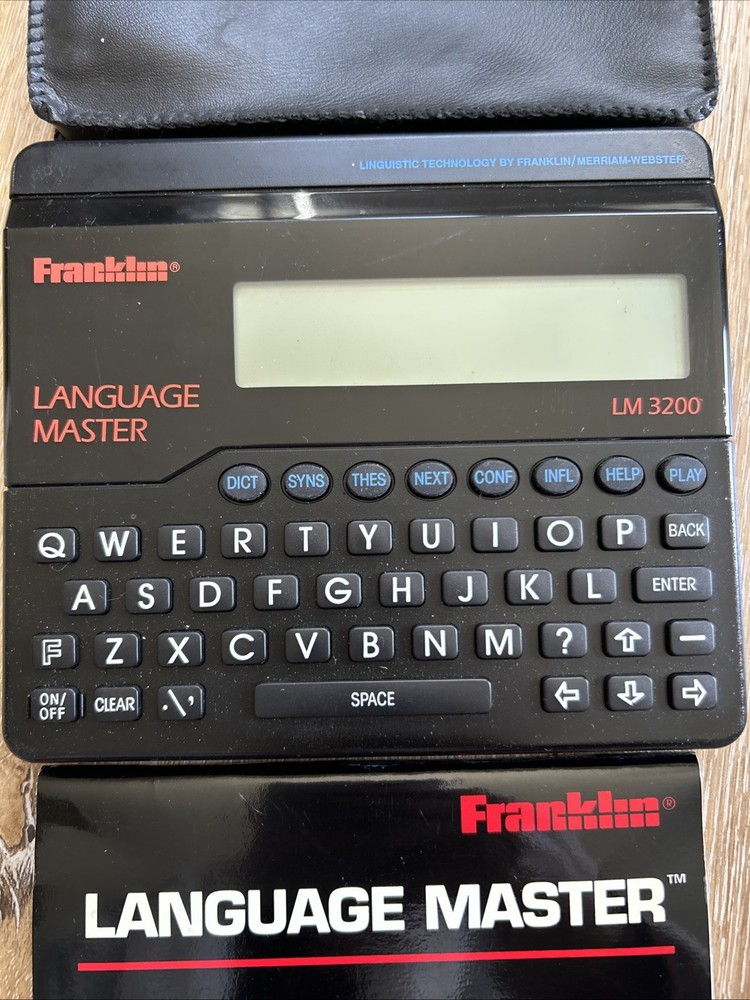 LINGUISTIC TECHNOLOGY BY FRANKLIN/MERRIAM-WEBSTER
Franklin®
LANGUAGE
MASTER
LM 3200
DICT SYNS THES NEXT CONF INFL HELP PLAY
Q W E R T Y U I O P BACK
A S D F G H J K L ENTER
F Z X C V B N M ? ⇧ −
ON/OFF CLEAR .\' SPACE ⇦ ⇩ ⇨
Franklin®
LANGUAGE MASTER™